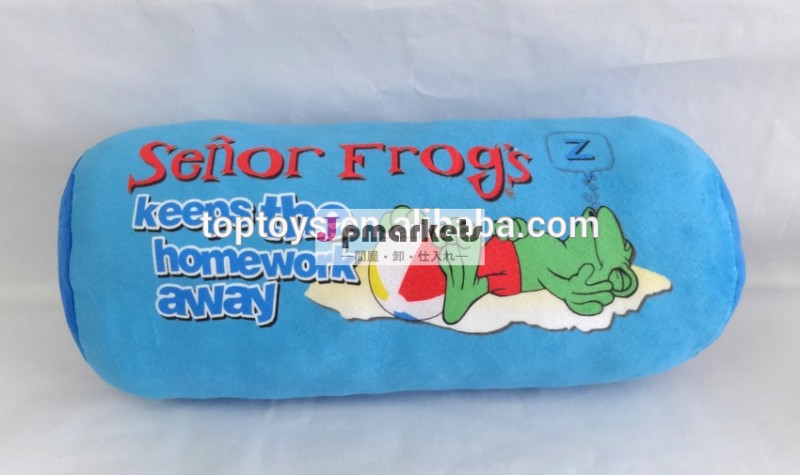 Señor Frog's
Z
keeps the
toptoys.en.alibaba.com
Jpmarkets
—問屋・卸・仕入れ—
homework
away